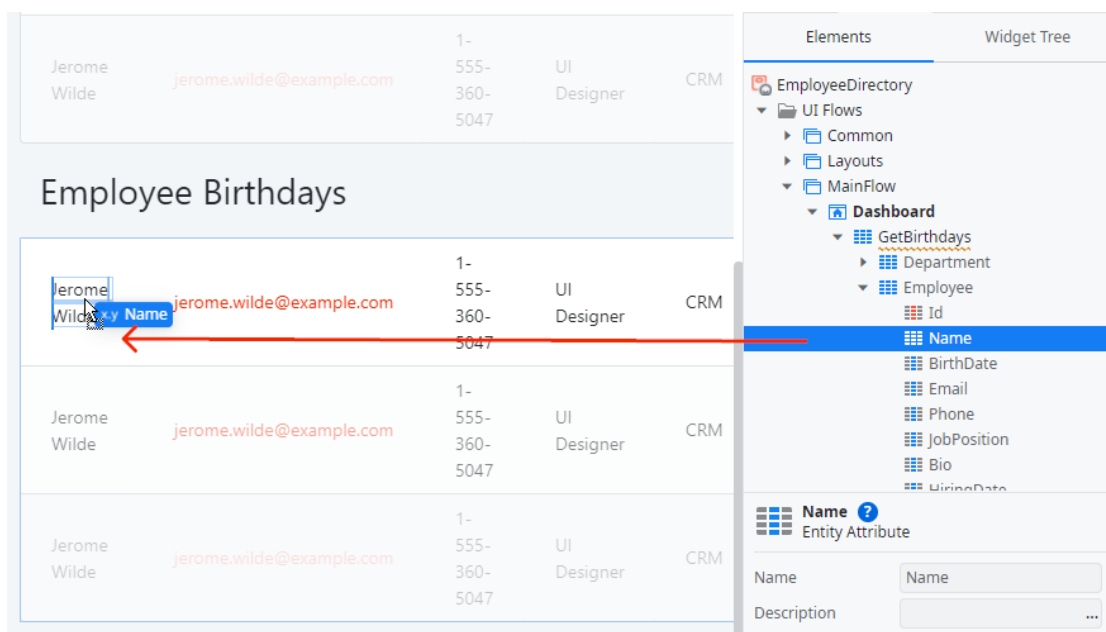 1-
555-
360-
5047
Jerome
Wilde
jerome.wilde@example.com
UI
Designer
CRM
Employee Birthdays
1-
555-
360-
5047
Jerome
Wilde
jerome.wilde@example.com
UI
Designer
CRM
x.y Name
1-
555-
360-
5047
Jerome
Wilde
jerome.wilde@example.com
UI
Designer
CRM
1-
555-
360-
5047
Jerome
Wilde
jerome.wilde@example.com
UI
Designer
CRM
Elements
Widget Tree
EmployeeDirectory
UI Flows
Common
Layouts
MainFlow
Dashboard
GetBirthdays
Department
Employee
Id
Name
BirthDate
Email
Phone
JobPosition
Bio
HiringDate
Name ?
Entity Attribute
Name
Name
Description
...